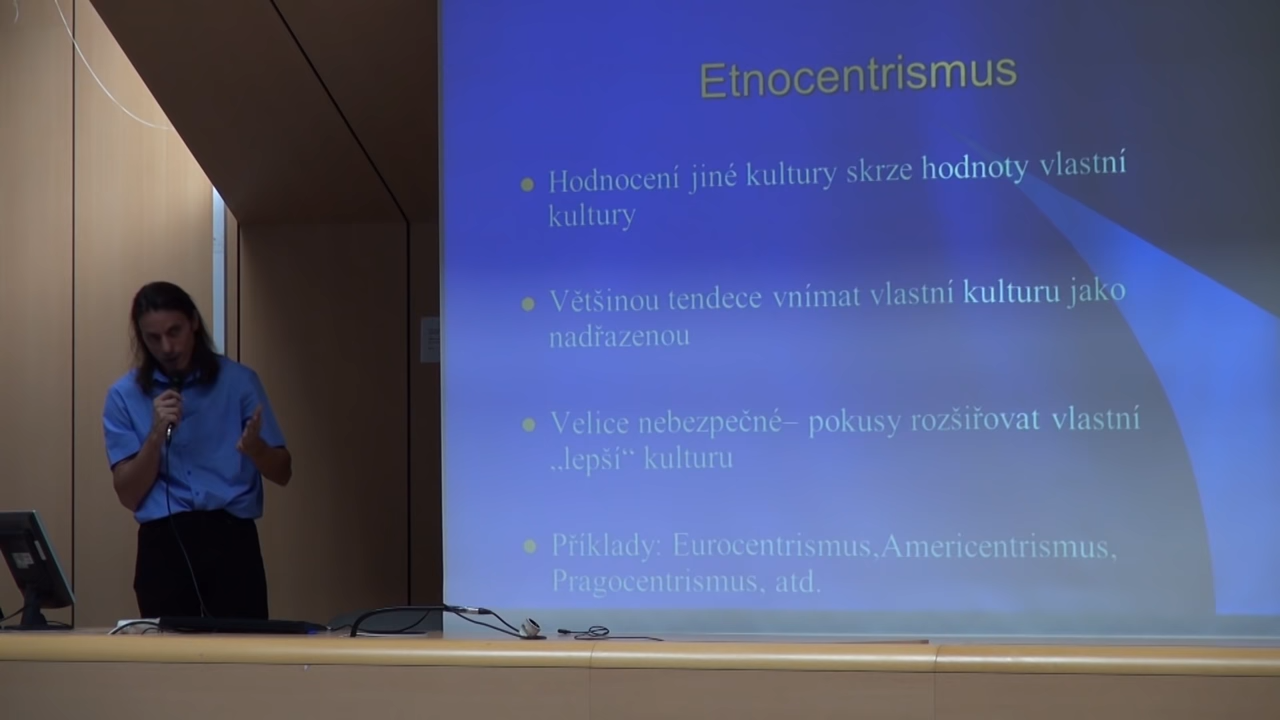 Etnocentrismus
Hodnocení jiné kultury skrze hodnoty vlastní
kultury
Většinou tendece vnímat vlastní kulturu jako
nadřazenou
Velice nebezpečné– pokusy rozšiřovat vlastní
„lepší“ kulturu
Příklady: Eurocentrismus,Americentrismus,
Pragocentrismus, atd.